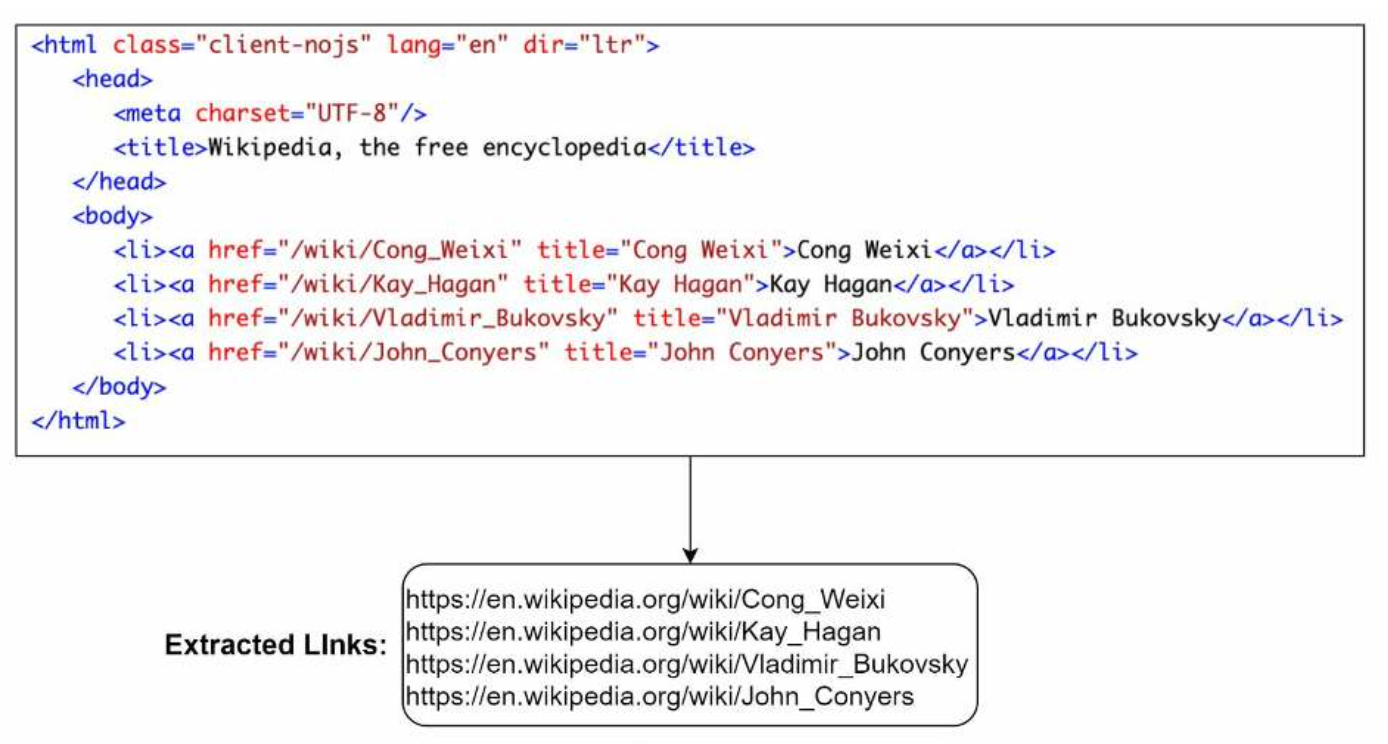 <html class="client-nojs" lang="en" dir="ltr">
<head>
<meta charset="UTF-8"/>
<title>Wikipedia, the free encyclopedia</title>
</head>
<body>
<li><a href="/wiki/Cong_Weixi" title="Cong Weixi">Cong Weixi</a></li>
<li><a href="/wiki/Kay_Hagan" title="Kay Hagan">Kay Hagan</a></li>
<li><a href="/wiki/Vladimir_Bukovsky" title="Vladimir Bukovsky">Vladimir Bukovsky</a></li>
<li><a href="/wiki/John_Conyers" title="John Conyers">John Conyers</a></li>
</body>
</html>
Extracted LInks:
https://en.wikipedia.org/wiki/Cong_Weixi
https://en.wikipedia.org/wiki/Kay_Hagan
https://en.wikipedia.org/wiki/Vladimir_Bukovsky
https://en.wikipedia.org/wiki/John_Conyers